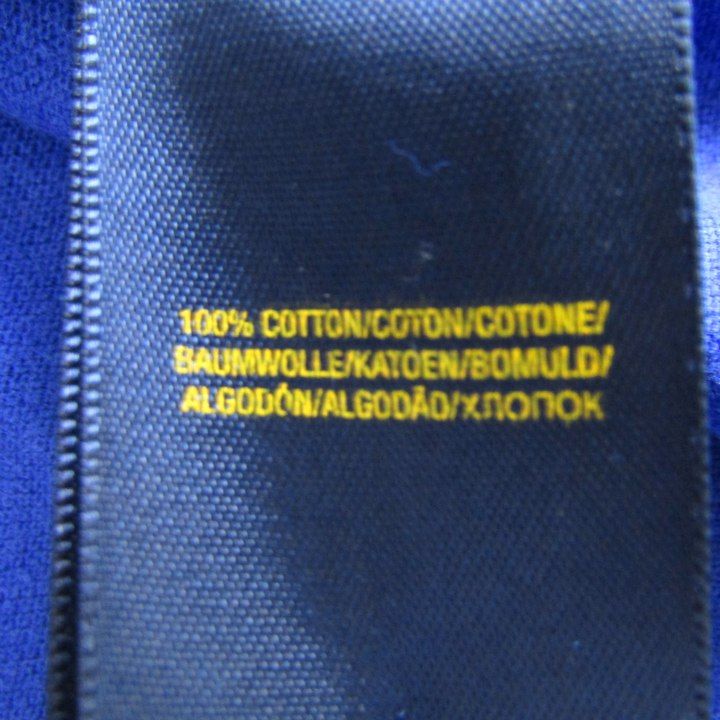 100% COTTON/COTON/COTONE/
BAUMWOLLE/KATOEN/BOMULD/
ALGODÓN/ALGODÃO/ХЛОПОК